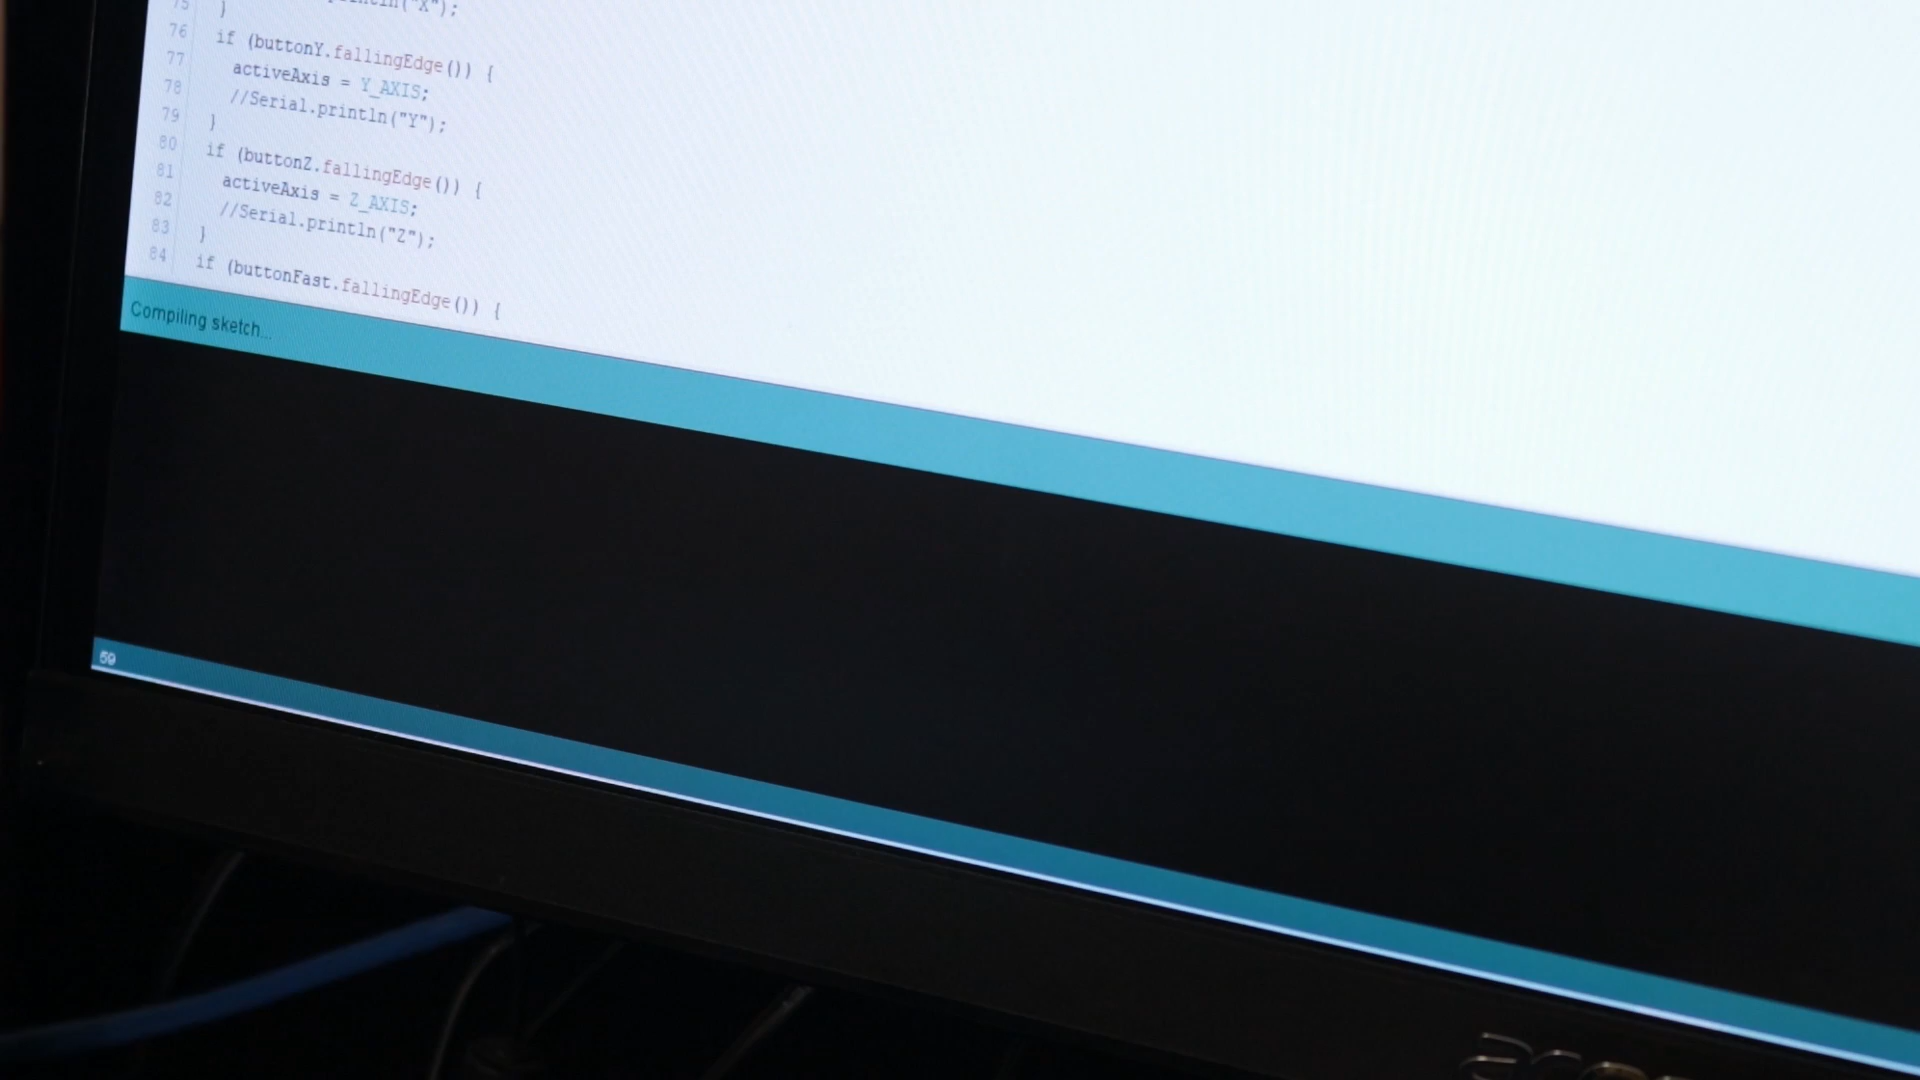 75 }
76 if (buttonY.fallingEdge()) {
77 activeAxis = Y_AXIS;
78 //Serial.println("Y");
79 }
80 if (buttonZ.fallingEdge()) {
81 activeAxis = Z_AXIS;
82 //Serial.println("Z");
83 }
84 if (buttonFast.fallingEdge()) {
Compiling sketch...
59